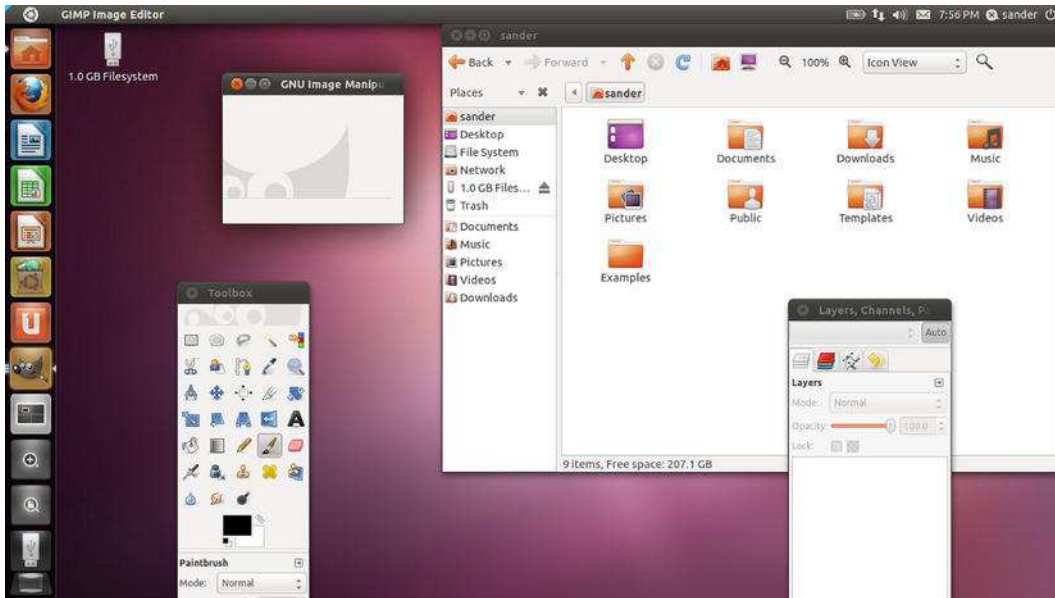 GIMP Image Editor
7:56 PM
sander
1.0 GB Filesystem
GNU Image Manipu
sander
Back
Forward
100%
Icon View
Places
sander
sander
Desktop
File System
Network
1.0 GB Files...
Trash
Documents
Music
Pictures
Videos
Downloads
Desktop
Documents
Downloads
Music
Pictures
Public
Templates
Videos
Examples
9 items, Free space: 207.1 GB
Toolbox
Paintbrush
Mode: Normal
Layers, Channels, P
Auto
Layers
Mode: Normal
Opacity: 100.0
Lock: